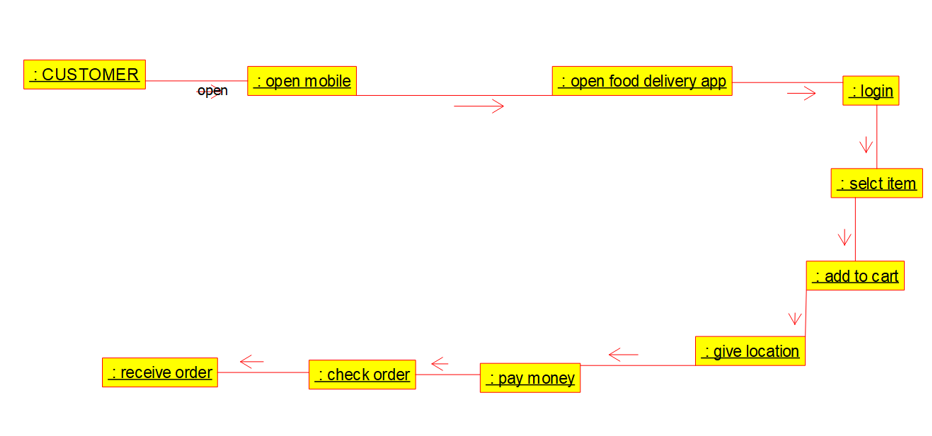 : CUSTOMER
open
: open mobile
: open food delivery app
: login
: selct item
: add to cart
: give location
: pay money
: check order
: receive order